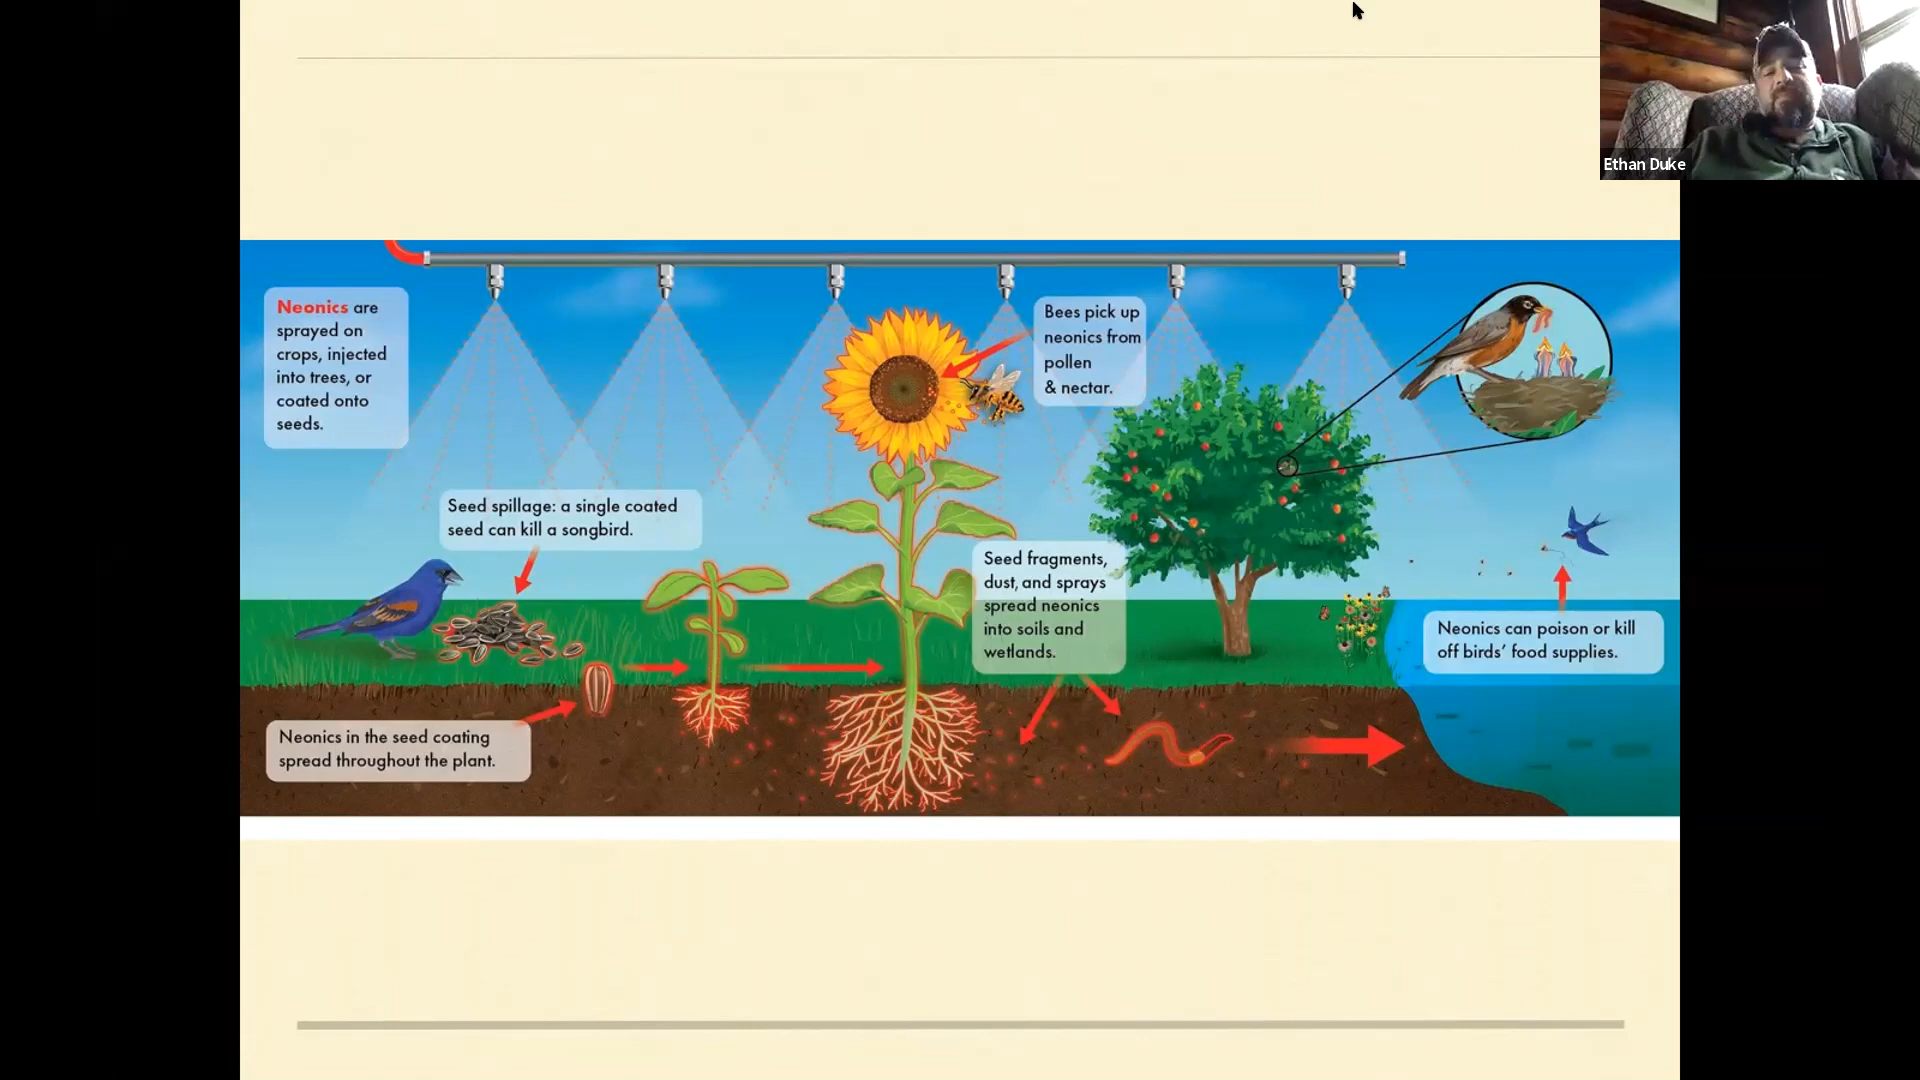 Ethan Duke
Neonics are
sprayed on
crops, injected
into trees, or
coated onto
seeds.
Bees pick up
neonics from
pollen
& nectar.
Seed spillage: a single coated
seed can kill a songbird.
Seed fragments,
dust, and sprays
spread neonics
into soils and
wetlands.
Neonics can poison or kill
off birds’ food supplies.
Neonics in the seed coating
spread throughout the plant.